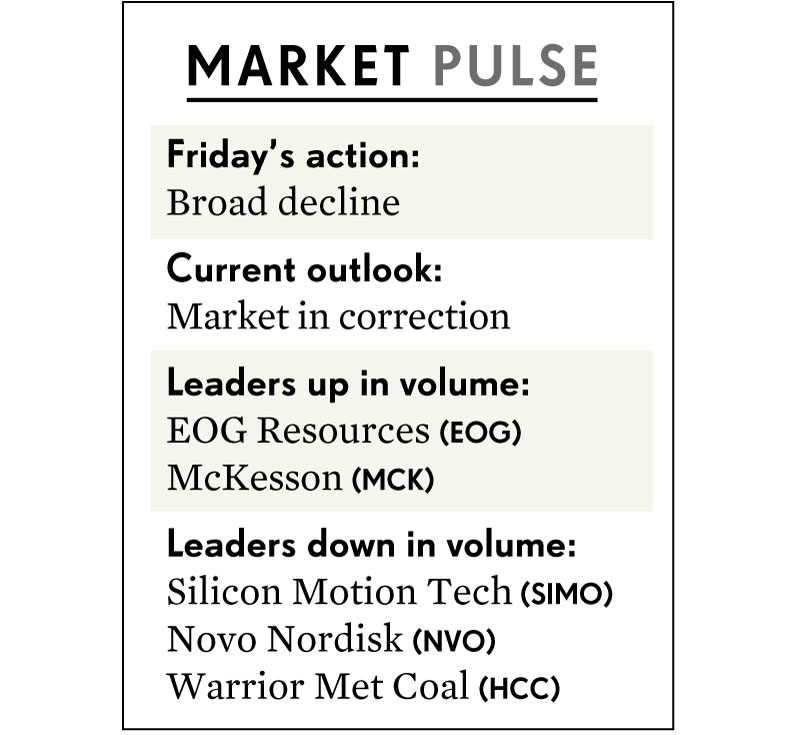 MARKET PULSE
Friday’s action:
Broad decline
Current outlook:
Market in correction
Leaders up in volume:
EOG Resources (EOG)
McKesson (MCK)
Leaders down in volume:
Silicon Motion Tech (SIMO)
Novo Nordisk (NVO)
Warrior Met Coal (HCC)